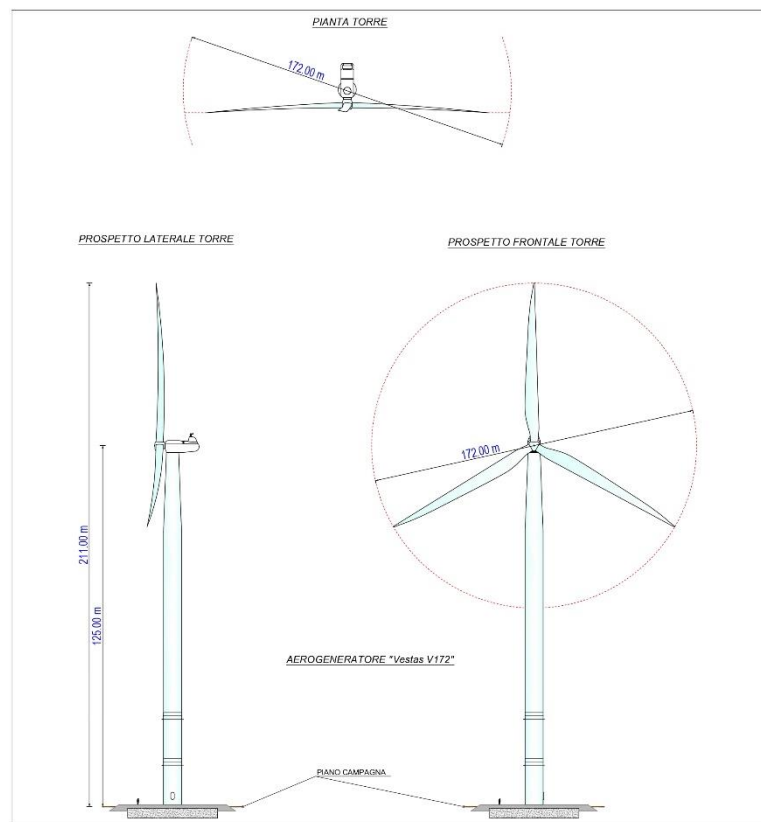 PIANTA TORRE
172.00 m
PROSPETTO LATERALE TORRE
PROSPETTO FRONTALE TORRE
172.00 m
211.00 m
125.00 m
AEROGENERATORE "Vestas V172"
PIANO CAMPAGNA